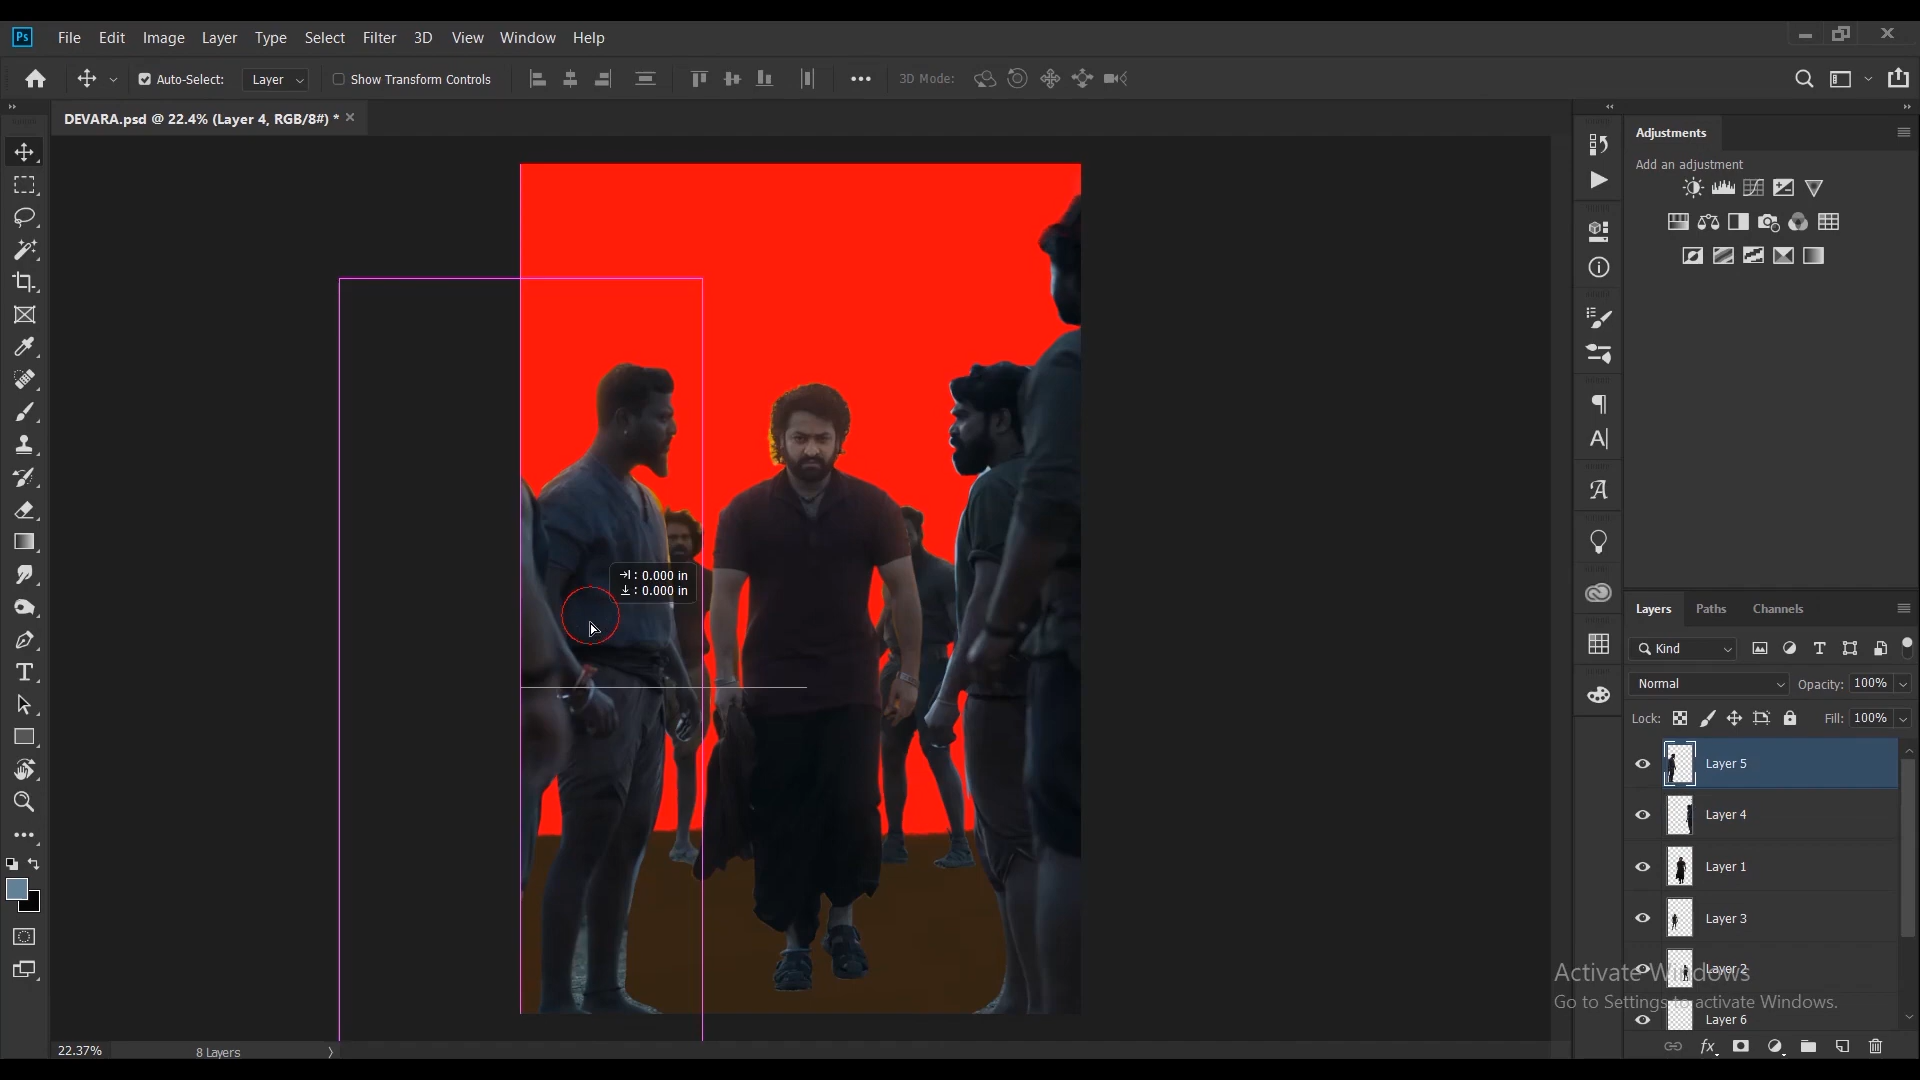 Ps File Edit Image Layer Type Select Filter 3D View Window Help
Auto-Select: Layer Show Transform Controls 3D Mode:
DEVARA.psd @ 22.4% (Layer 4, RGB/8#) *
Adjustments
Add an adjustment
→|: 0.000 in
⤓: 0.000 in
Layers Paths Channels
Kind
Normal Opacity: 100%
Lock: Fill: 100%
Layer 5
Layer 4
Layer 1
Layer 3
Layer 2
Activate Windows
Go to Settings to activate Windows.
Layer 6
fx
22.37% 8 Layers